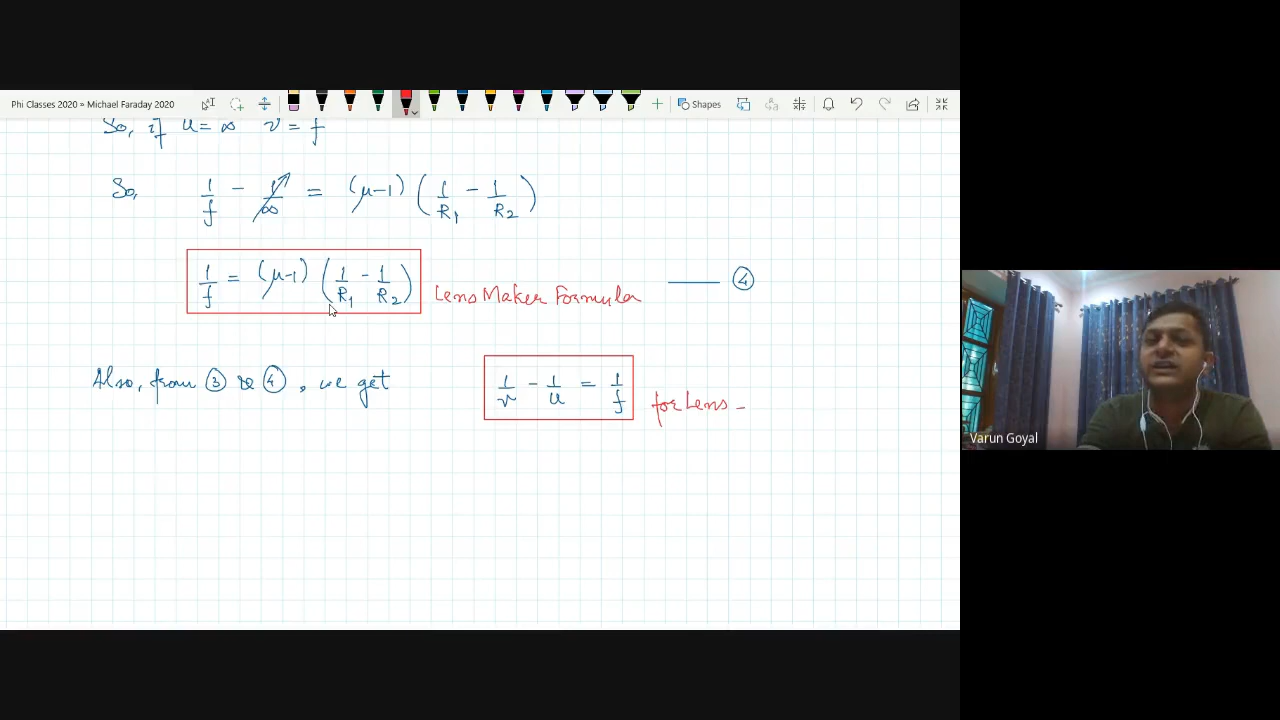 Phi Classes 2020 » Michael Faraday 2020
Shapes
So, if u = ∞ v = f
So, 1/f - 1/∞ = (μ-1) (1/R₁ - 1/R₂)
1/f = (μ-1) (1/R₁ - 1/R₂) Lens Maker Formula —— ④
Also, from ③ & ④, we get 1/v - 1/u = 1/f for Lens -
Varun Goyal